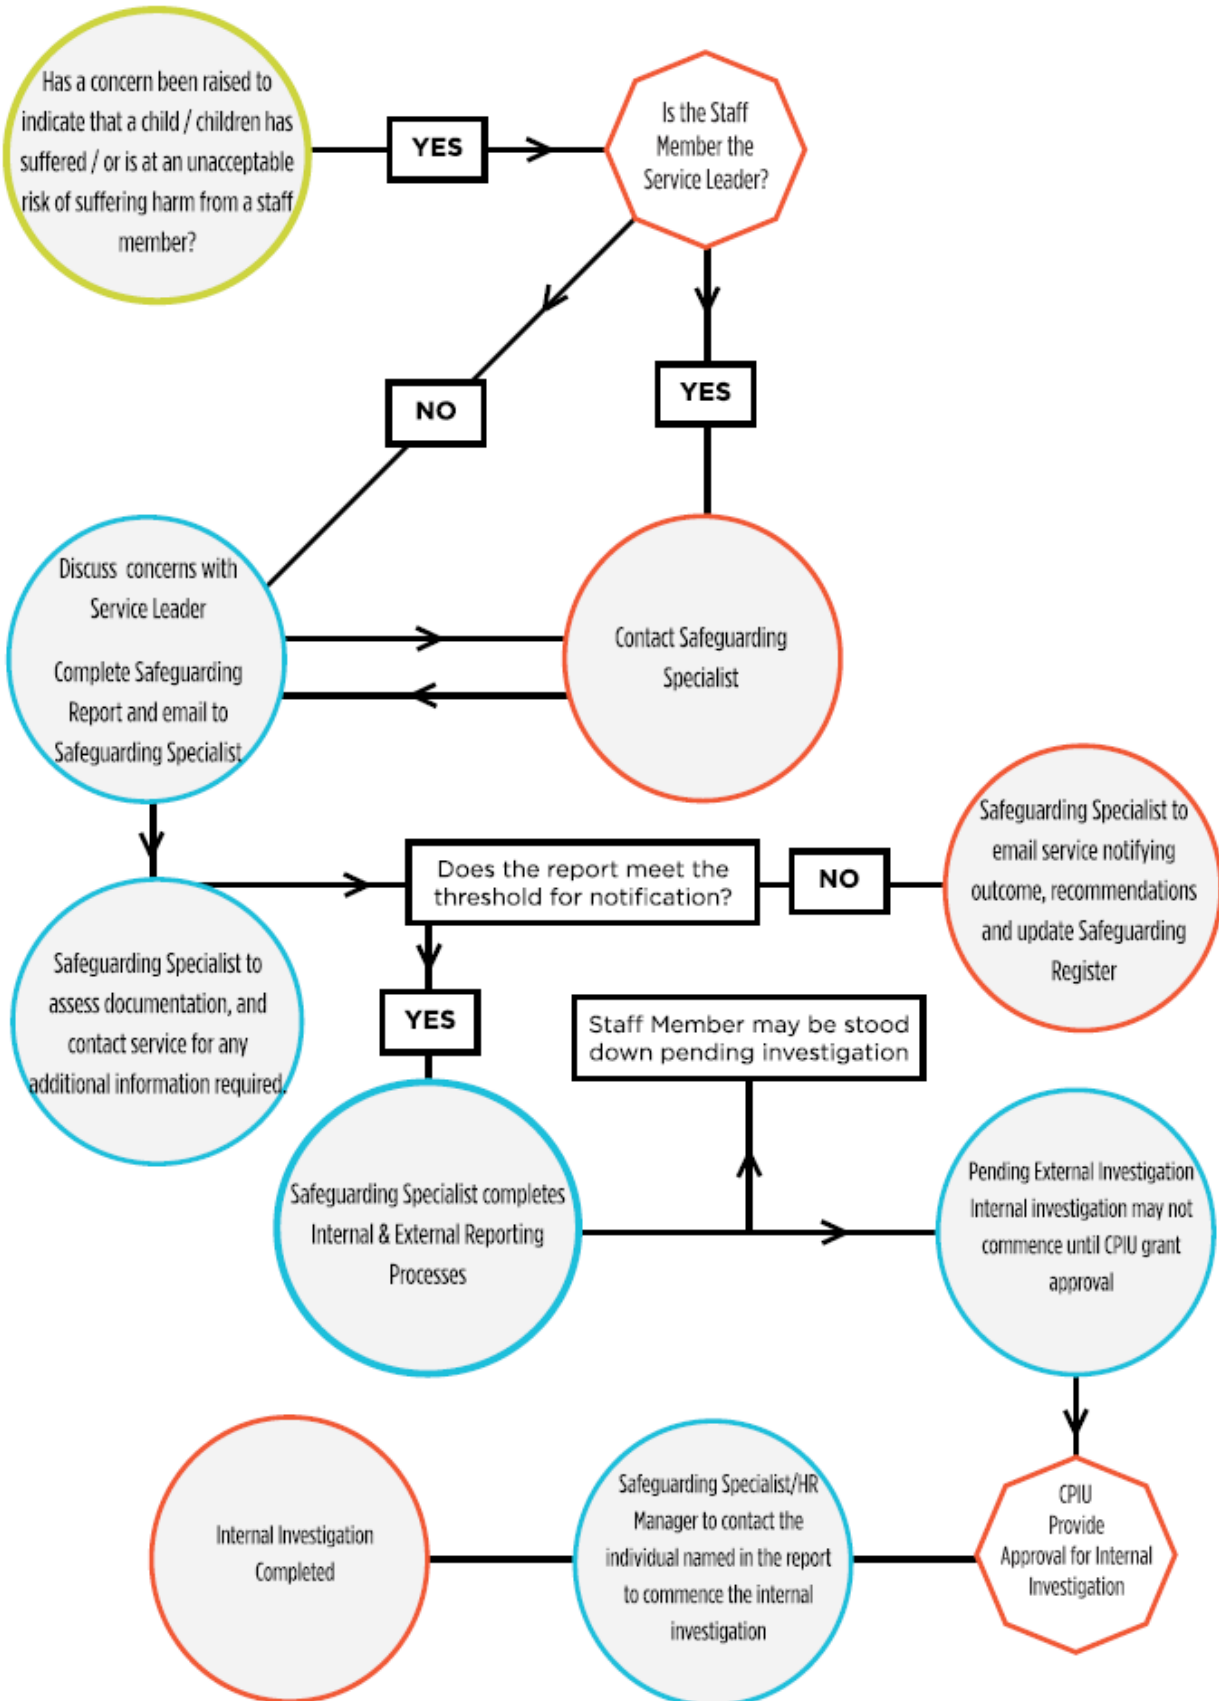 Has a concern been raised to
indicate that a child / children has
suffered / or is at an unacceptable
risk of suffering harm from a staff
member?
YES
Is the Staff
Member the
Service Leader?
NO
YES
Discuss concerns with
Service Leader
Complete Safeguarding
Report and email to
Safeguarding Specialist
Contact Safeguarding
Specialist
Safeguarding Specialist to
assess documentation, and
contact service for any
additional information required.
Does the report meet the
threshold for notification?
NO
Safeguarding Specialist to
email service notifying
outcome, recommendations
and update Safeguarding
Register
YES
Safeguarding Specialist completes
Internal & External Reporting
Processes
Staff Member may be stood
down pending investigation
Pending External Investigation
Internal investigation may not
commence until CPIU grant
approval
CPIU
Provide
Approval for Internal
Investigation
Safeguarding Specialist/HR
Manager to contact the
individual named in the report
to commence the internal
investigation
Internal Investigation
Completed